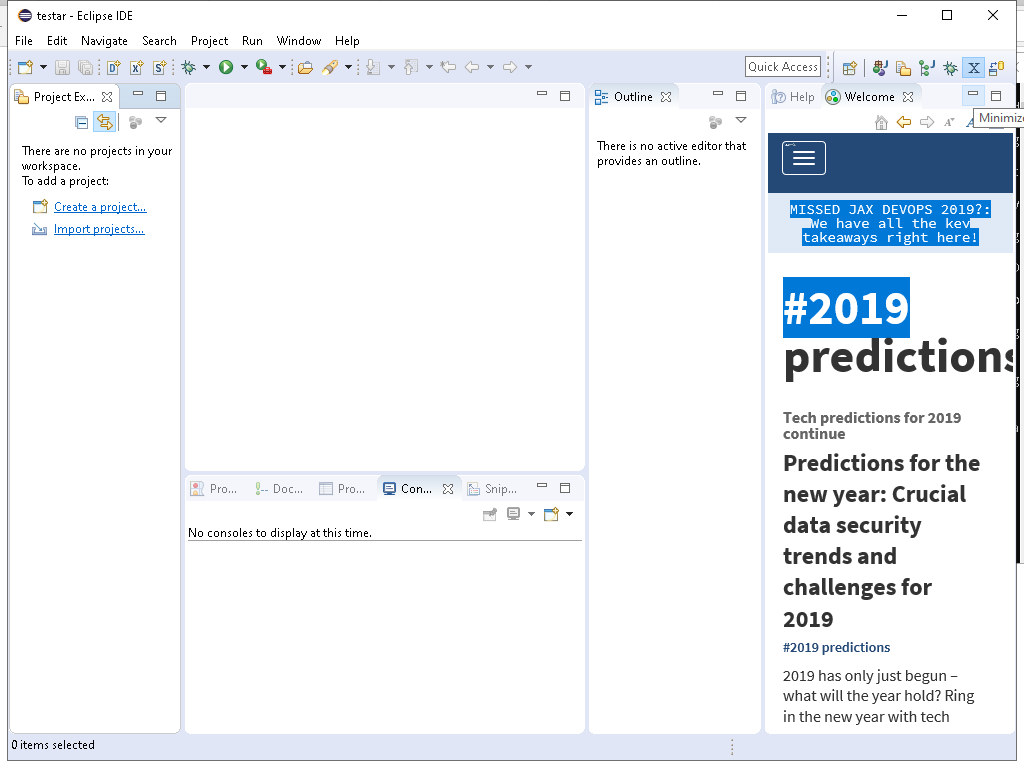 testar - Eclipse IDE
File Edit Navigate Search Project Run Window Help
Quick Access
Project Ex...
Outline
Help
Welcome
Minimize
There are no projects in your
workspace.
To add a project:
Create a project...
Import projects...
There is no active editor that
provides an outline.
MISSED JAX DEVOPS 2019?:
We have all the key
takeaways right here!
#2019
predictions
Tech predictions for 2019
continue
Predictions for the
new year: Crucial
data security
trends and
challenges for
2019
#2019 predictions
2019 has only just begun –
what will the year hold? Ring
in the new year with tech
Pro...
Doc...
Pro...
Con...
Snip...
No consoles to display at this time.
0 items selected